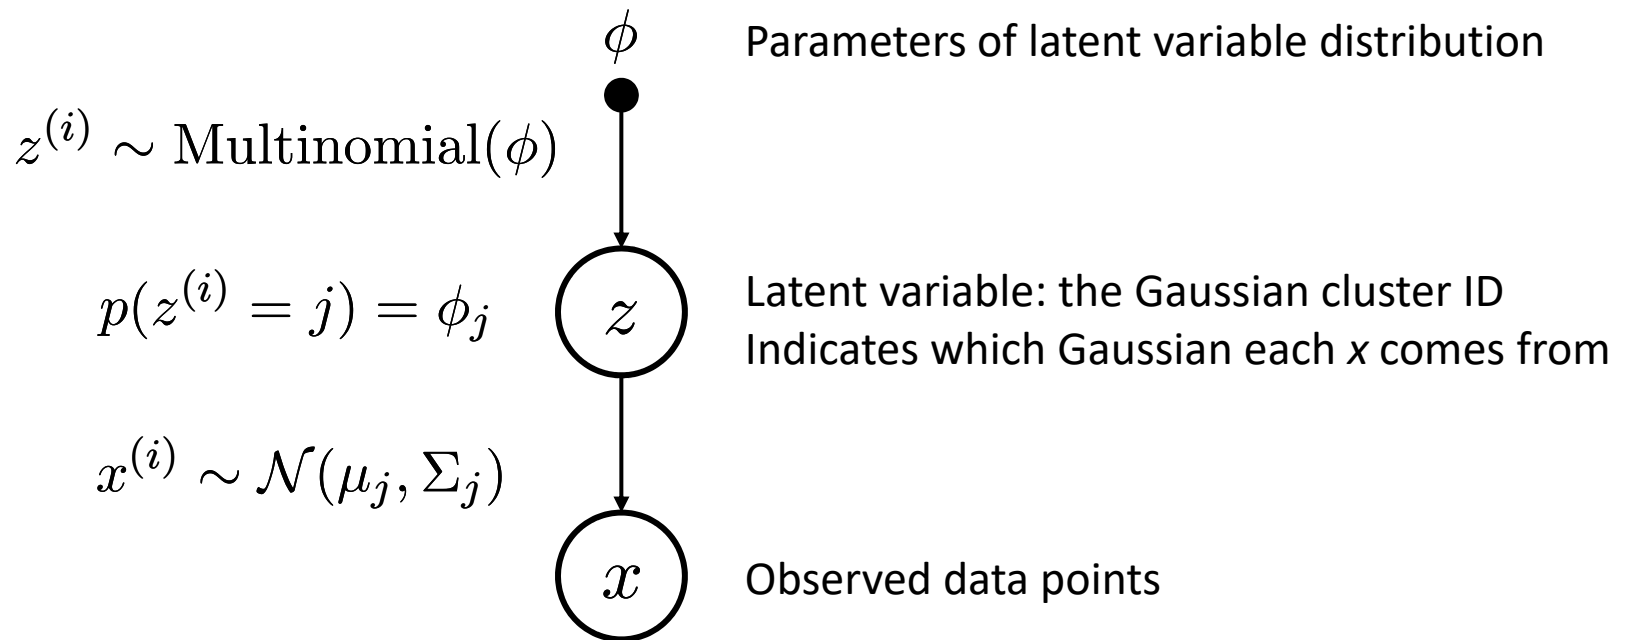 ϕ Parameters of latent variable distribution
z^{(i)} ∼ Multinomial(ϕ)
p(z^{(i)} = j) = ϕ_j
z
Latent variable: the Gaussian cluster ID
Indicates which Gaussian each x comes from
x^{(i)} ∼ 𝒩(μ_j, Σ_j)
x Observed data points